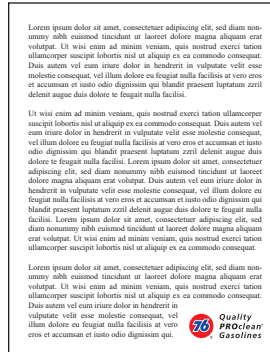 Lorem ipsum dolor sit amet, consectetuer adipiscing elit, sed diam non-
ummy nibh euismod tincidunt ut laoreet dolore magna aliquam erat
volutpat. Ut wisi enim ad minim veniam, quis nostrud exerci tation
ullamcorper suscipit lobortis nisl ut aliquip ex ea commodo consequat.
Duis autem vel eum iriure dolor in hendrerit in vulputate velit esse
molestie consequat, vel illum dolore eu feugiat nulla facilisis at vero eros
et accumsan et iusto odio dignissim qui blandit praesent luptatum zzril
delenit augue duis dolore te feugait nulla facilisi.
Ut wisi enim ad minim veniam, quis nostrud exerci tation ullamcorper
suscipit lobortis nisl ut aliquip ex ea commodo consequat. Duis autem vel
eum iriure dolor in hendrerit in vulputate velit esse molestie consequat,
vel illum dolore eu feugiat nulla facilisis at vero eros et accumsan et iusto
odio dignissim qui blandit praesent luptatum zzril delenit augue duis
dolore te feugait nulla facilisi. Lorem ipsum dolor sit amet, consectetuer
adipiscing elit, sed diam nonummy nibh euismod tincidunt ut laoreet
dolore magna aliquam erat volutpat. Duis autem vel eum iriure dolor in
hendrerit in vulputate velit esse molestie consequat, vel illum dolore eu
feugiat nulla facilisis at vero eros et accumsan et iusto odio dignissim qui
blandit praesent luptatum zzril delenit augue duis dolore te feugait nulla
facilisi. Lorem ipsum dolor sit amet, consectetuer adipiscing elit, sed
diam nonummy nibh euismod tincidunt ut laoreet dolore magna aliquam
erat volutpat. Ut wisi enim ad minim veniam, quis nostrud exerci tation
ullamcorper suscipit lobortis nisl ut aliquip ex ea commodo consequat.
Lorem ipsum dolor sit amet, consectetuer adipiscing elit, sed diam non-
ummy nibh euismod tincidunt ut laoreet dolore magna aliquam erat
volutpat. Ut wisi enim ad minim veniam, quis nostrud exerci tation
ullamcorper suscipit lobortis nisl ut aliquip ex ea commodo consequat.
Duis autem vel eum iriure dolor in hendrerit in
vulputate velit esse molestie consequat, vel
illum dolore eu feugiat nulla facilisis at vero
eros et accumsan et iusto odio dignissim qui.
76
Quality
PROclean
Gasolines